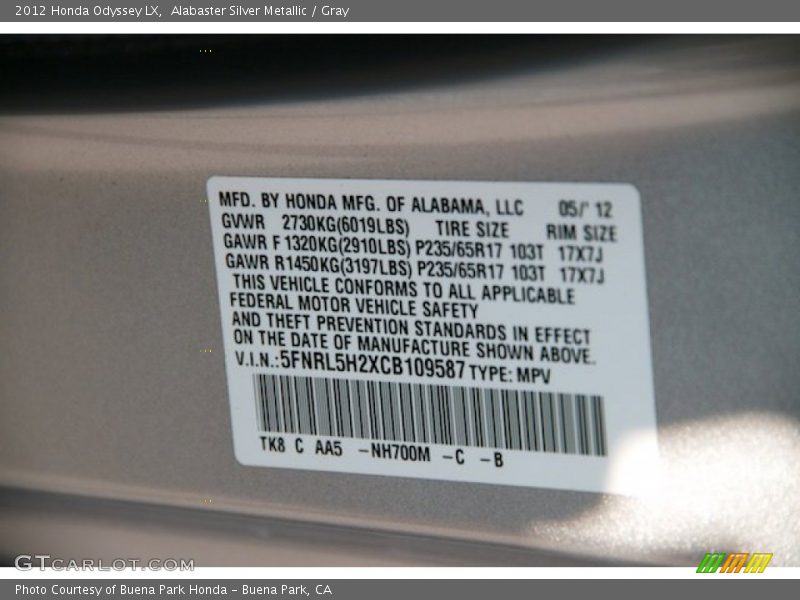 2012 Honda Odyssey LX,  Alabaster Silver Metallic / Gray
MFD. BY HONDA MFG. OF ALABAMA, LLC 05/' 12
GVWR 2730KG(6019LBS) TIRE SIZE RIM SIZE
GAWR F 1320KG(2910LBS) P235/65R17 103T 17X7J
GAWR R1450KG(3197LBS) P235/65R17 103T 17X7J
THIS VEHICLE CONFORMS TO ALL APPLICABLE
FEDERAL MOTOR VEHICLE SAFETY
AND THEFT PREVENTION STANDARDS IN EFFECT
ON THE DATE OF MANUFACTURE SHOWN ABOVE.
V.I.N.:5FNRL5H2XCB109587 TYPE: MPV
TK8 C AA5 -NH700M -C -B
GTCARLOT.COM
Photo Courtesy of Buena Park Honda - Buena Park, CA